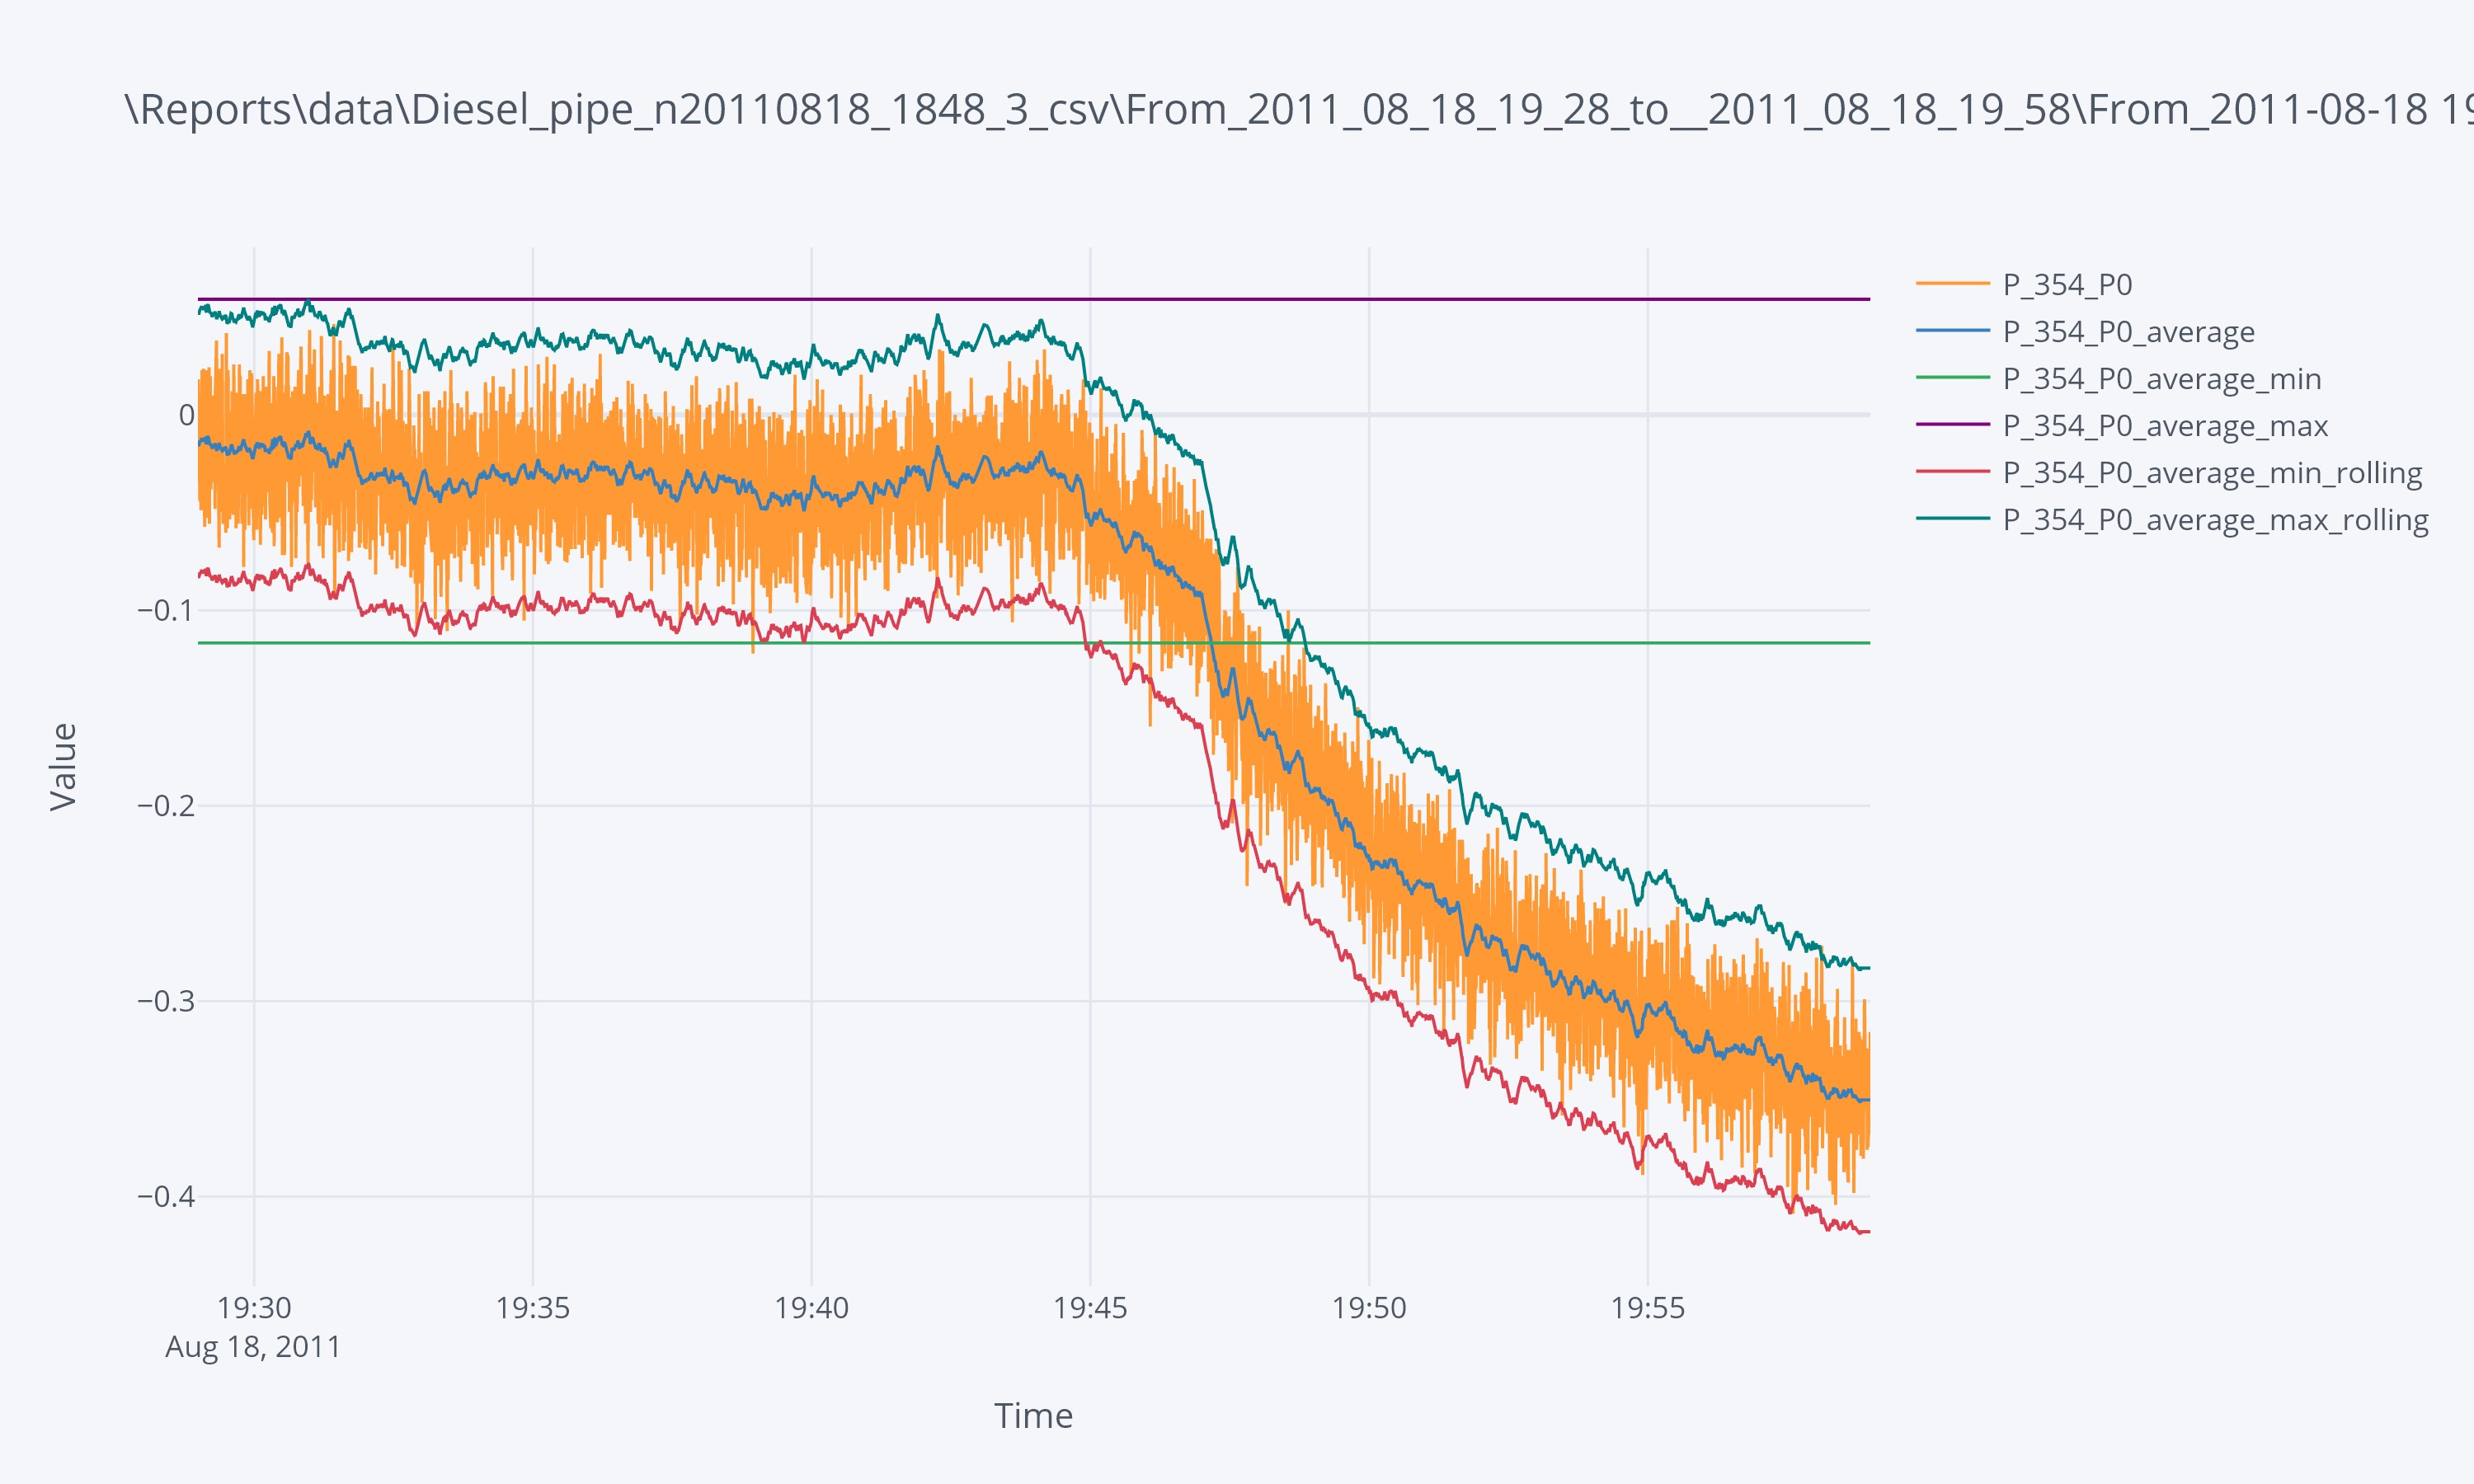 \Reports\data\Diesel_pipe_n20110818_1848_3_csv\From_2011_08_18_19_28_to__2011_08_18_19_58\From_2011-08-18 19
P_354_P0
P_354_P0_average
P_354_P0_average_min
P_354_P0_average_max
P_354_P0_average_min_rolling
P_354_P0_average_max_rolling
0
−0.1
−0.2
−0.3
−0.4
Value
19:30 19:35 19:40 19:45 19:50 19:55
Aug 18, 2011
Time